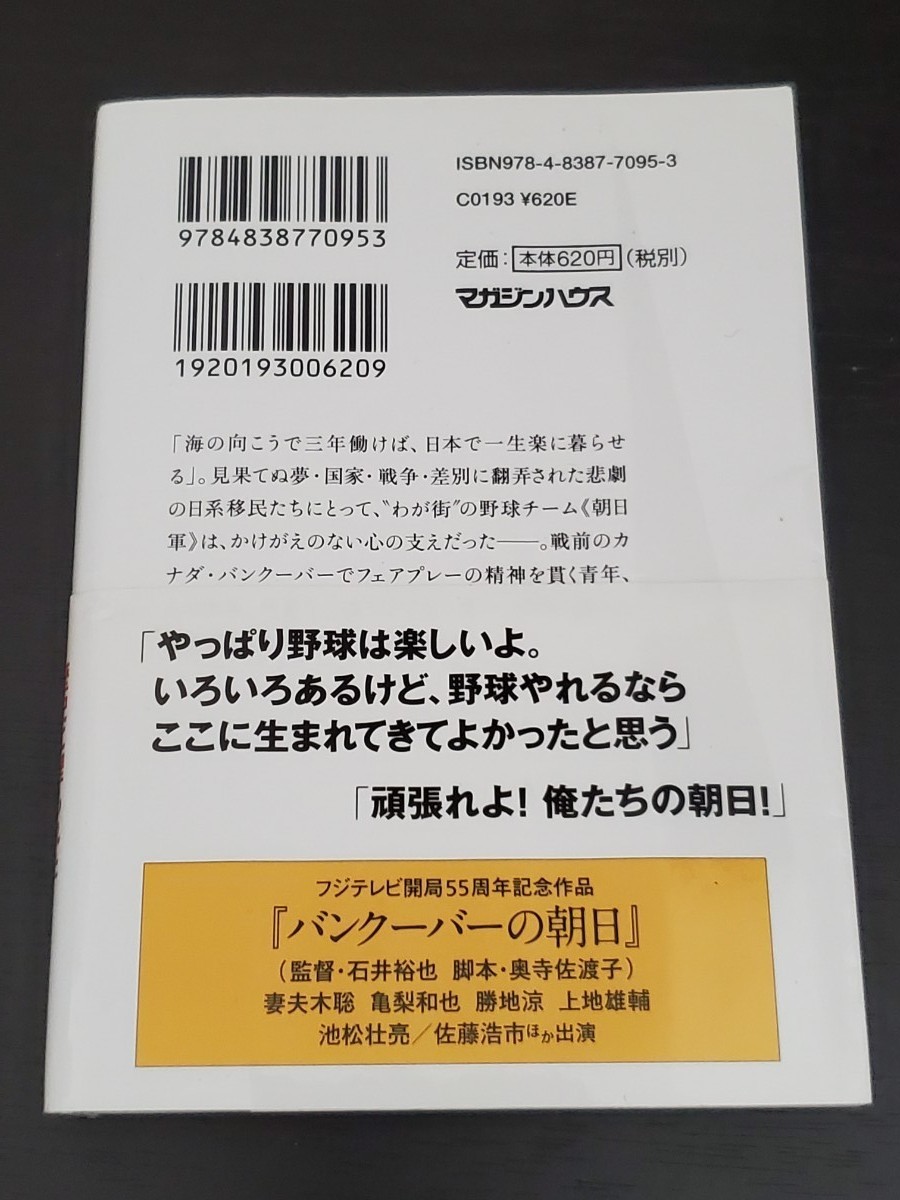 ISBN978-4-8387-7095-3
C0193 ¥620E
定価：本体620円（税別）
マガジンハウス
9784838770953
1920193006209
「海の向こうで三年働けば、日本で一生楽に暮らせ
る」。見果てぬ夢・国家・戦争・差別に翻弄された悲劇
の日系移民たちにとって、〝わが街〟の野球チーム《朝日
軍》は、かけがえのない心の支えだった――。戦前のカ
ナダ・バンクーバーでフェアプレーの精神を貫く青年、
「やっぱり野球は楽しいよ。
いろいろあるけど、野球やれるなら
ここに生まれてきてよかったと思う」
「頑張れよ！ 俺たちの朝日！」
フジテレビ開局55周年記念作品
『バンクーバーの朝日』
（監督・石井裕也 脚本・奥寺佐渡子）
妻夫木聡 亀梨和也 勝地涼 上地雄輔
池松壮亮／佐藤浩市ほか出演